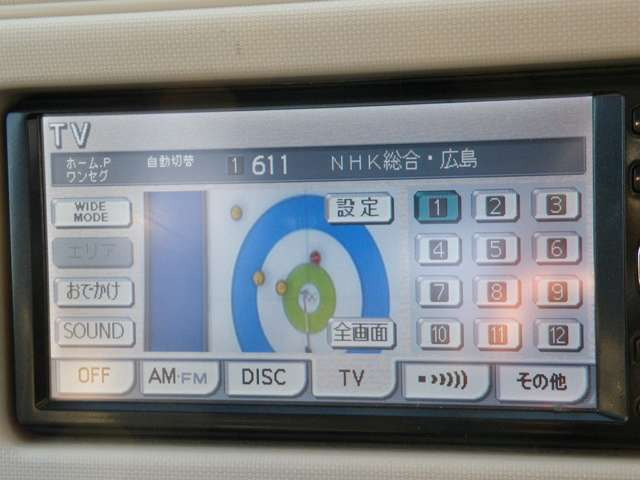 TV
ホーム.P
ワンセグ
自動切替
1 611 NHK総合・広島
WIDE
MODE
設定
1 2 3
エリア
4 5 6
おでかけ
7 8 9
SOUND
全画面
10 11 12
OFF AM・FM DISC TV その他